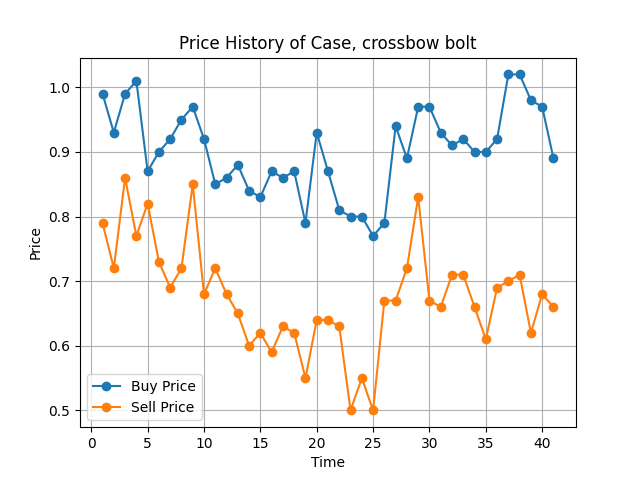 Price History of Case, crossbow bolt
1.0
0.9
0.8
0.7
0.6
0.5
Price
Buy Price
Sell Price
0 5 10 15 20 25 30 35 40
Time